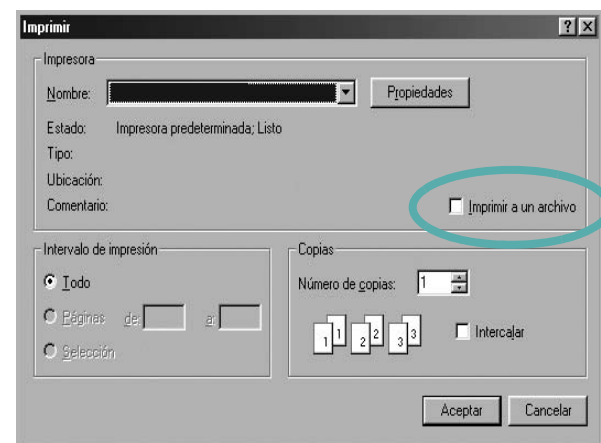 Imprimir
Impresora
Nombre:
Propiedades
Estado: Impresora predeterminada; Listo
Tipo:
Ubicación:
Comentario:
Imprimir a un archivo
Intervalo de impresión
Todo
Páginas de: a:
Selección
Copias
Número de copias: 1
1 1 2 2 3 3
Intercalar
Aceptar Cancelar